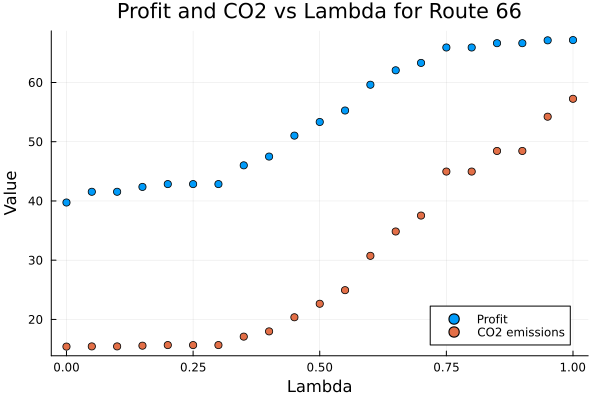 Profit and CO2 vs Lambda for Route 66
Value
60
50
40
30
20
Profit
CO2 emissions
0.00 0.25 0.50 0.75 1.00
Lambda